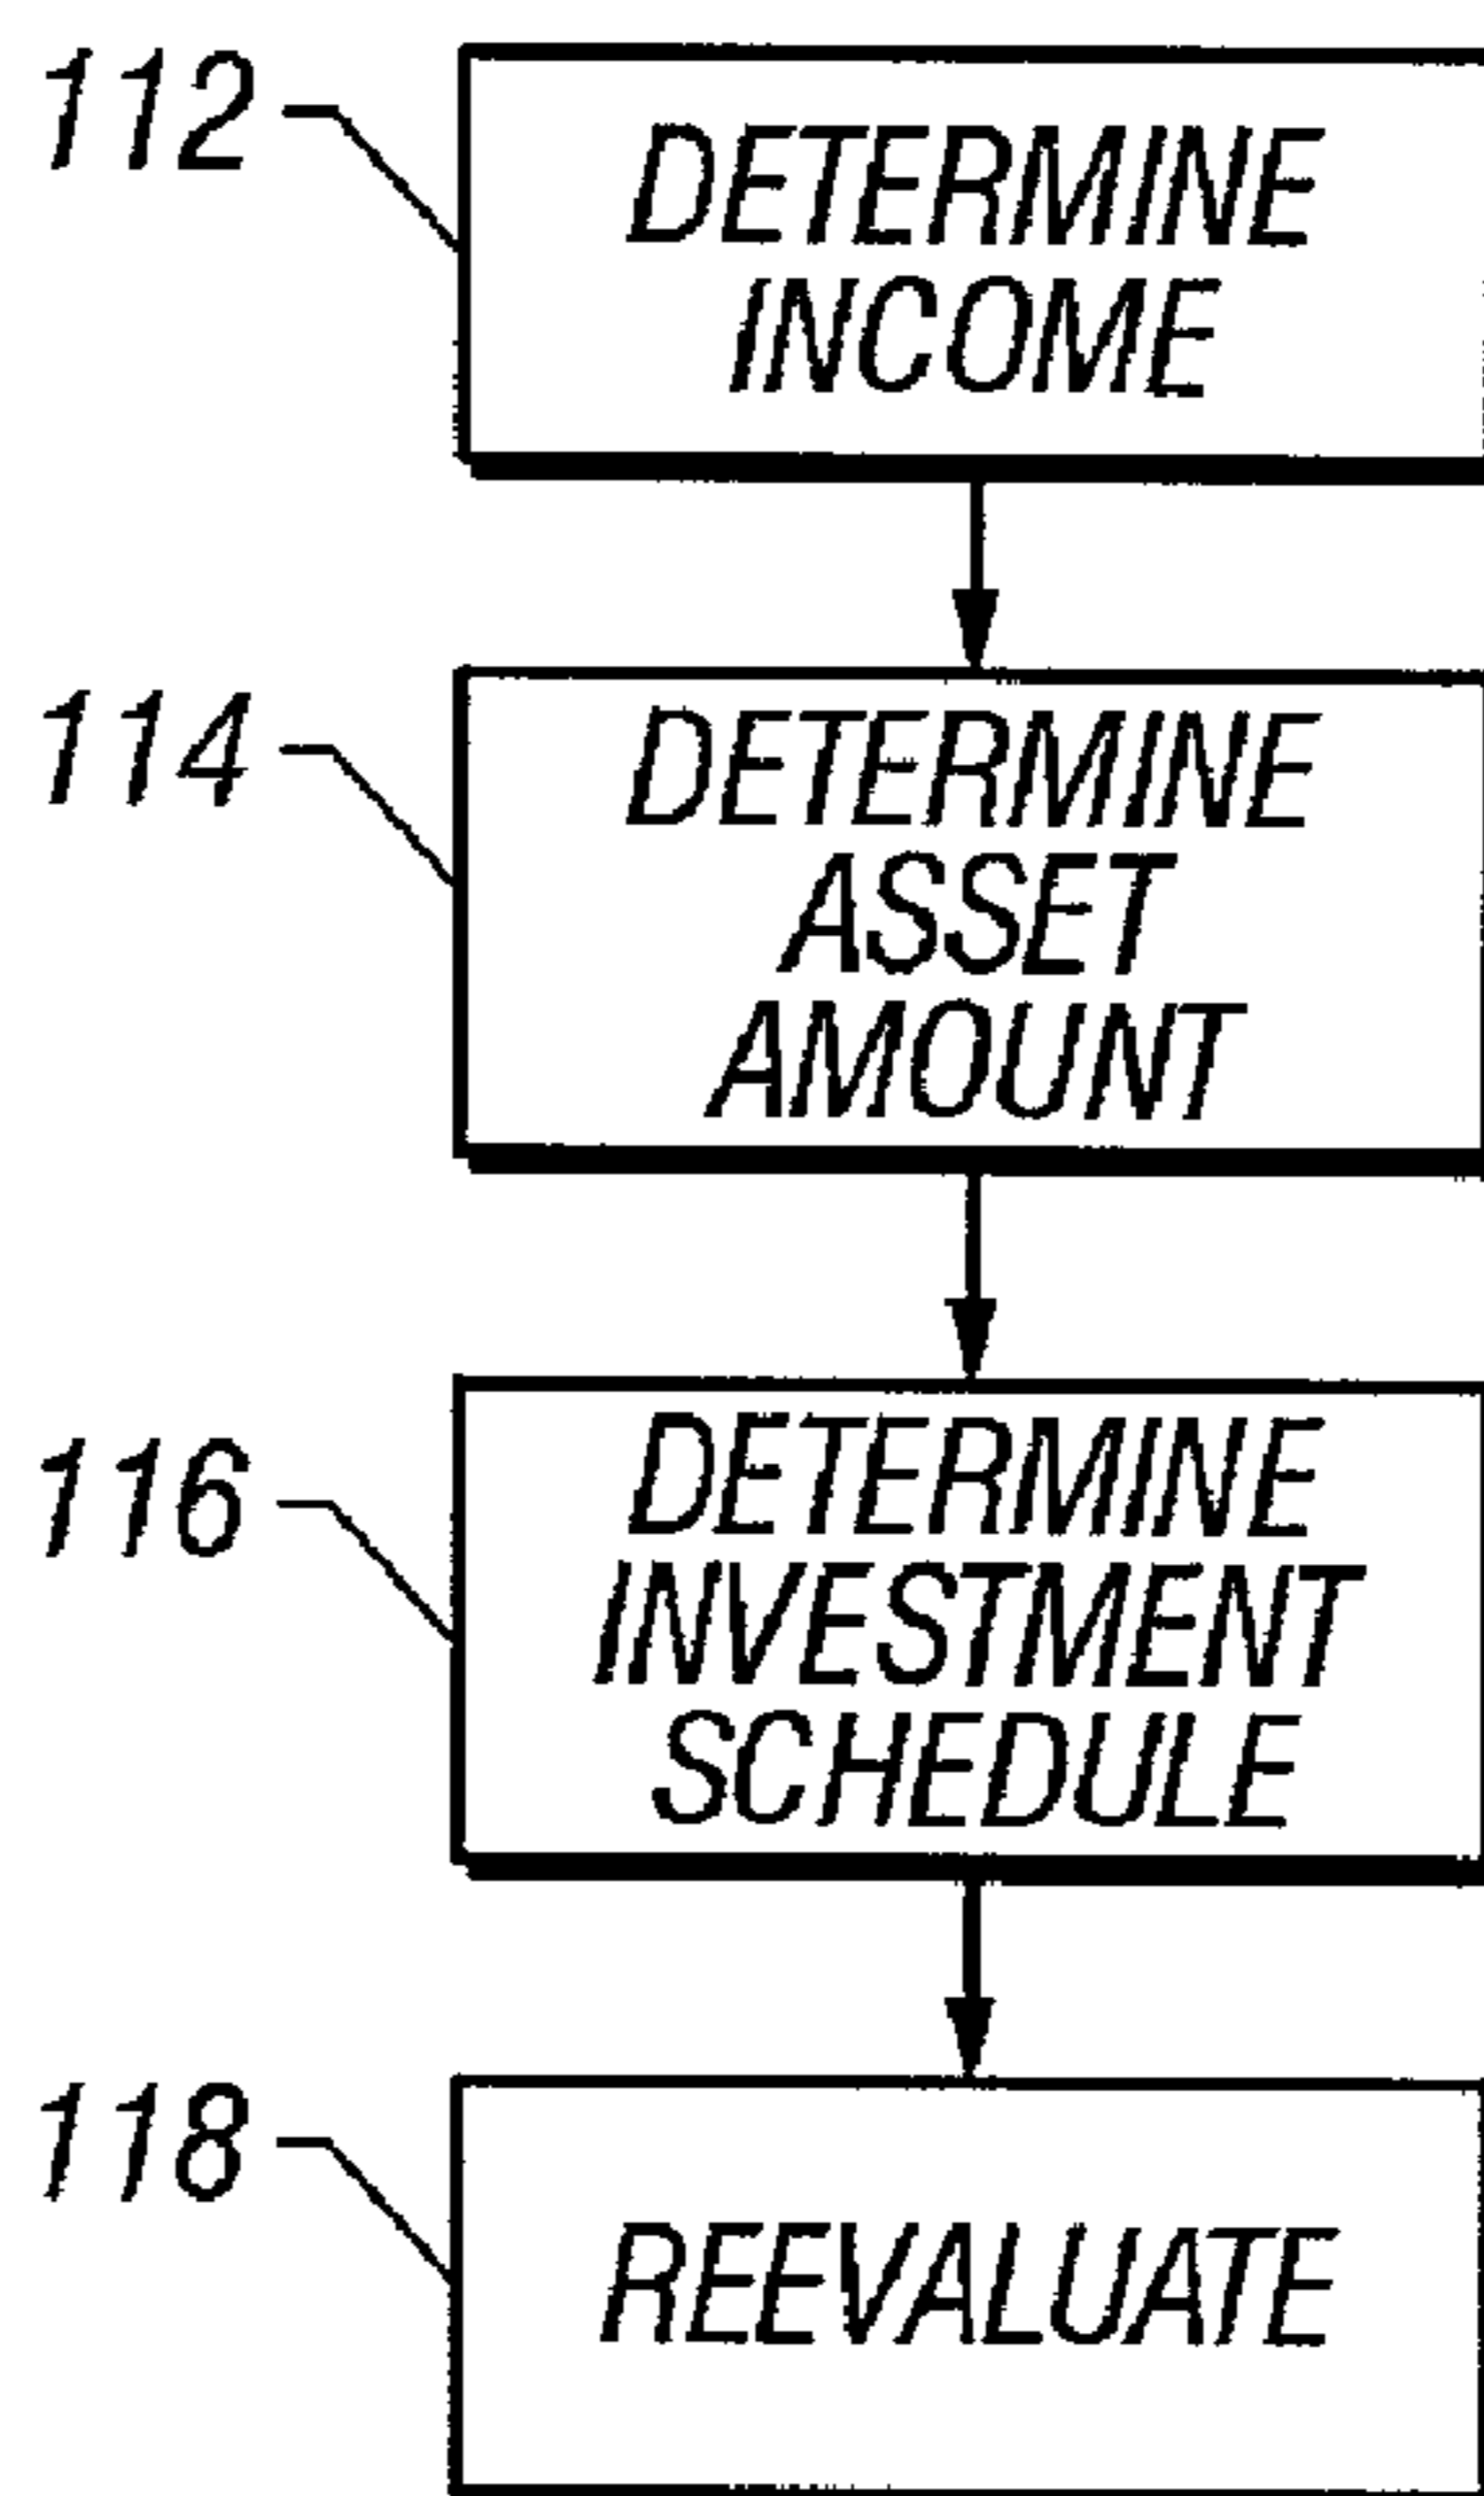 112
DETERMINE
INCOME
114
DETERMINE
ASSET
AMOUNT
116
DETERMINE
INVESTMENT
SCHEDULE
118
REEVALUATE